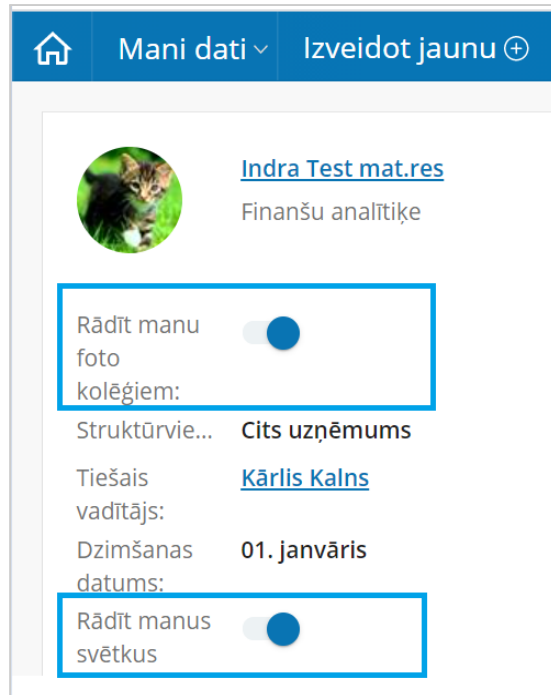 Mani dati Izveidot jaunu
Indra Test mat.res
Finanšu analītiķe
Rādīt manu
foto
kolēģiem:
Struktūrvie... Cits uzņēmums
Tiešais Kārlis Kalns
vadītājs:
Dzimšanas 01. janvāris
datums:
Rādīt manus
svētkus